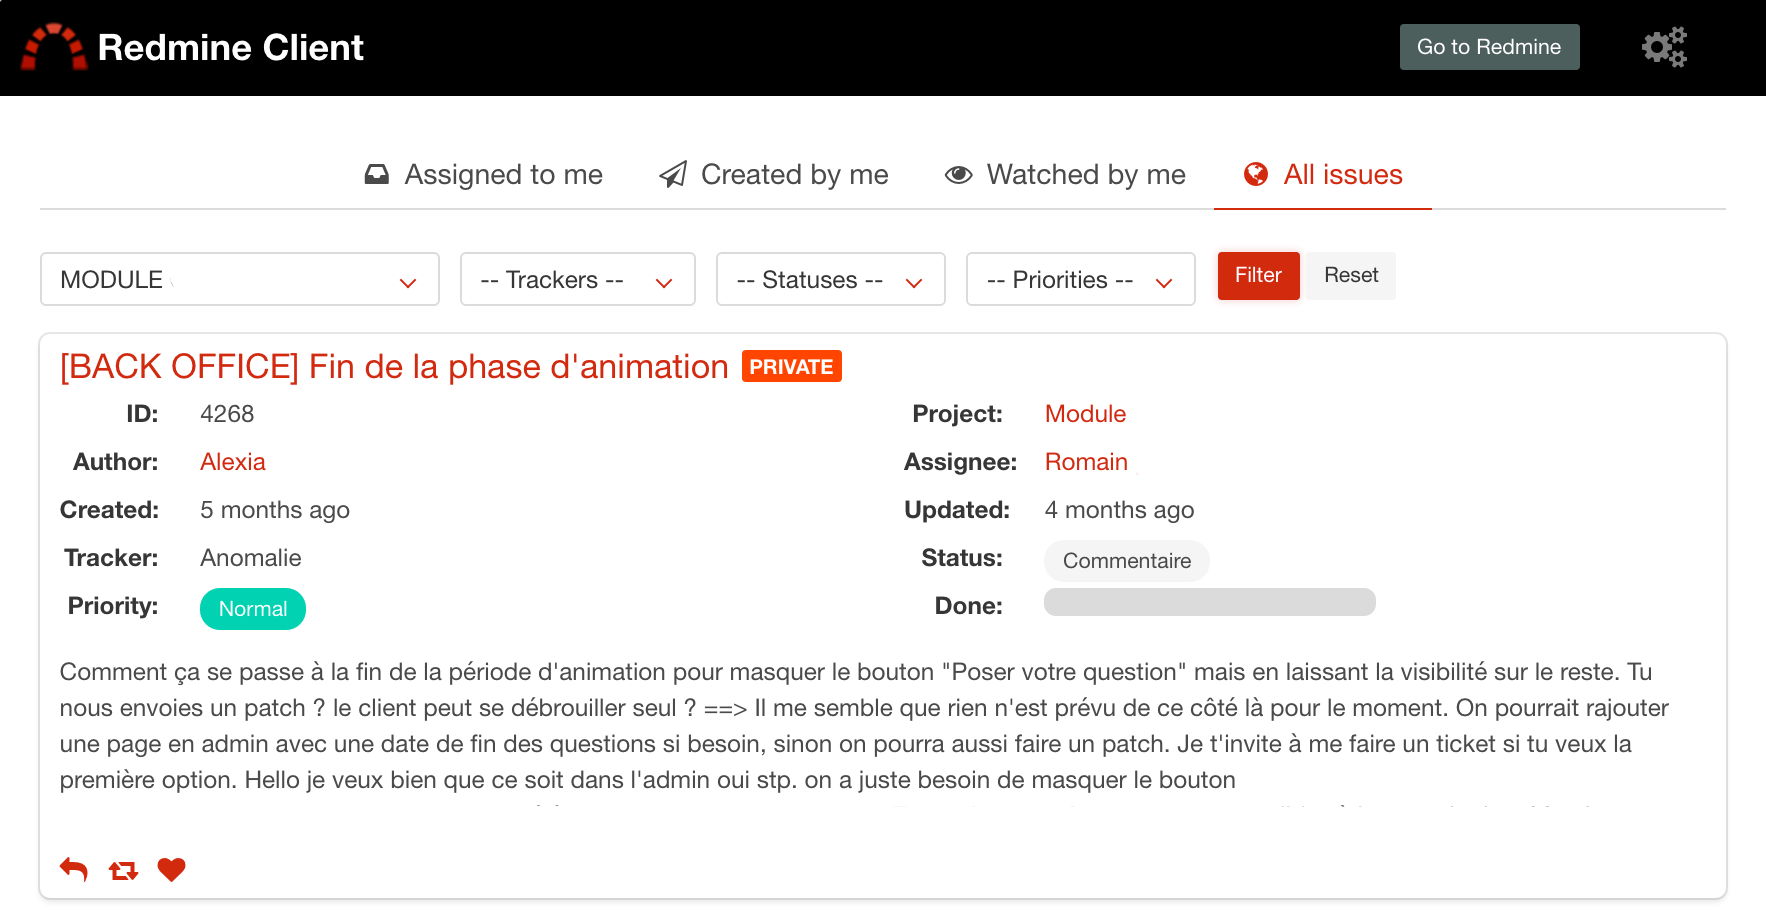 Redmine Client
Go to Redmine
Assigned to me
Created by me
Watched by me
All issues
MODULE
-- Trackers --
-- Statuses --
-- Priorities --
Filter
Reset
[BACK OFFICE] Fin de la phase d'animation PRIVATE
ID: 4268
Project: Module
Author: Alexia
Assignee: Romain
Created: 5 months ago
Updated: 4 months ago
Tracker: Anomalie
Status: Commentaire
Priority: Normal
Done:
Comment ça se passe à la fin de la période d'animation pour masquer le bouton "Poser votre question" mais en laissant la visibilité sur le reste. Tu
nous envoies un patch ? le client peut se débrouiller seul ? ==> Il me semble que rien n'est prévu de ce côté là pour le moment. On pourrait rajouter
une page en admin avec une date de fin des questions si besoin, sinon on pourra aussi faire un patch. Je t'invite à me faire un ticket si tu veux la
première option. Hello je veux bien que ce soit dans l'admin oui stp. on a juste besoin de masquer le bouton